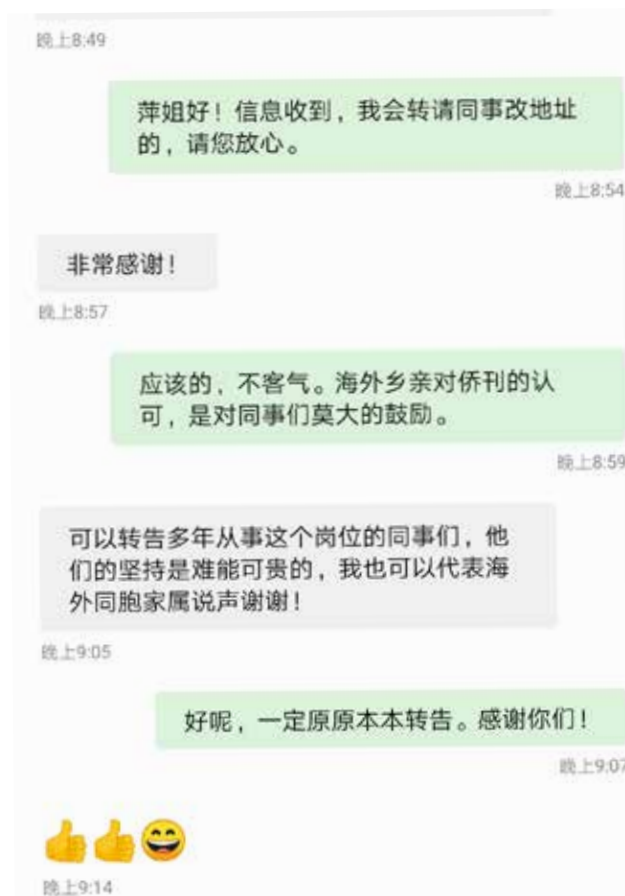 晚上8:49
萍姐好！信息收到，我会转请同事改地址
的，请您放心。
晚上8:54
非常感谢！
晚上8:57
应该的，不客气。海外乡亲对侨刊的认
可，是对同事们莫大的鼓励。
晚上8:59
可以转告多年从事这个岗位的同事们，他
们的坚持是难能可贵的，我也可以代表海
外同胞家属说声谢谢！
晚上9:05
好呢，一定原原本本转告。感谢你们！
晚上9:07
👍👍😄
晚上9:14